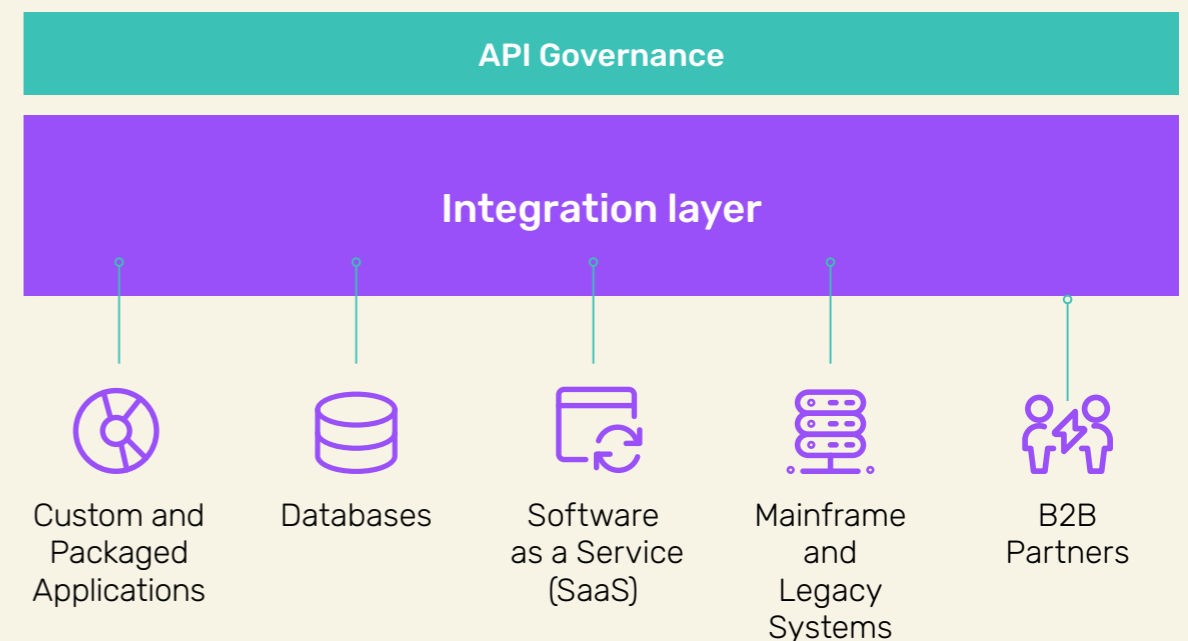 API Governance
Integration layer
Custom and
Packaged
Applications
Databases
Software
as a Service
(SaaS)
Mainframe
and
Legacy
Systems
B2B
Partners